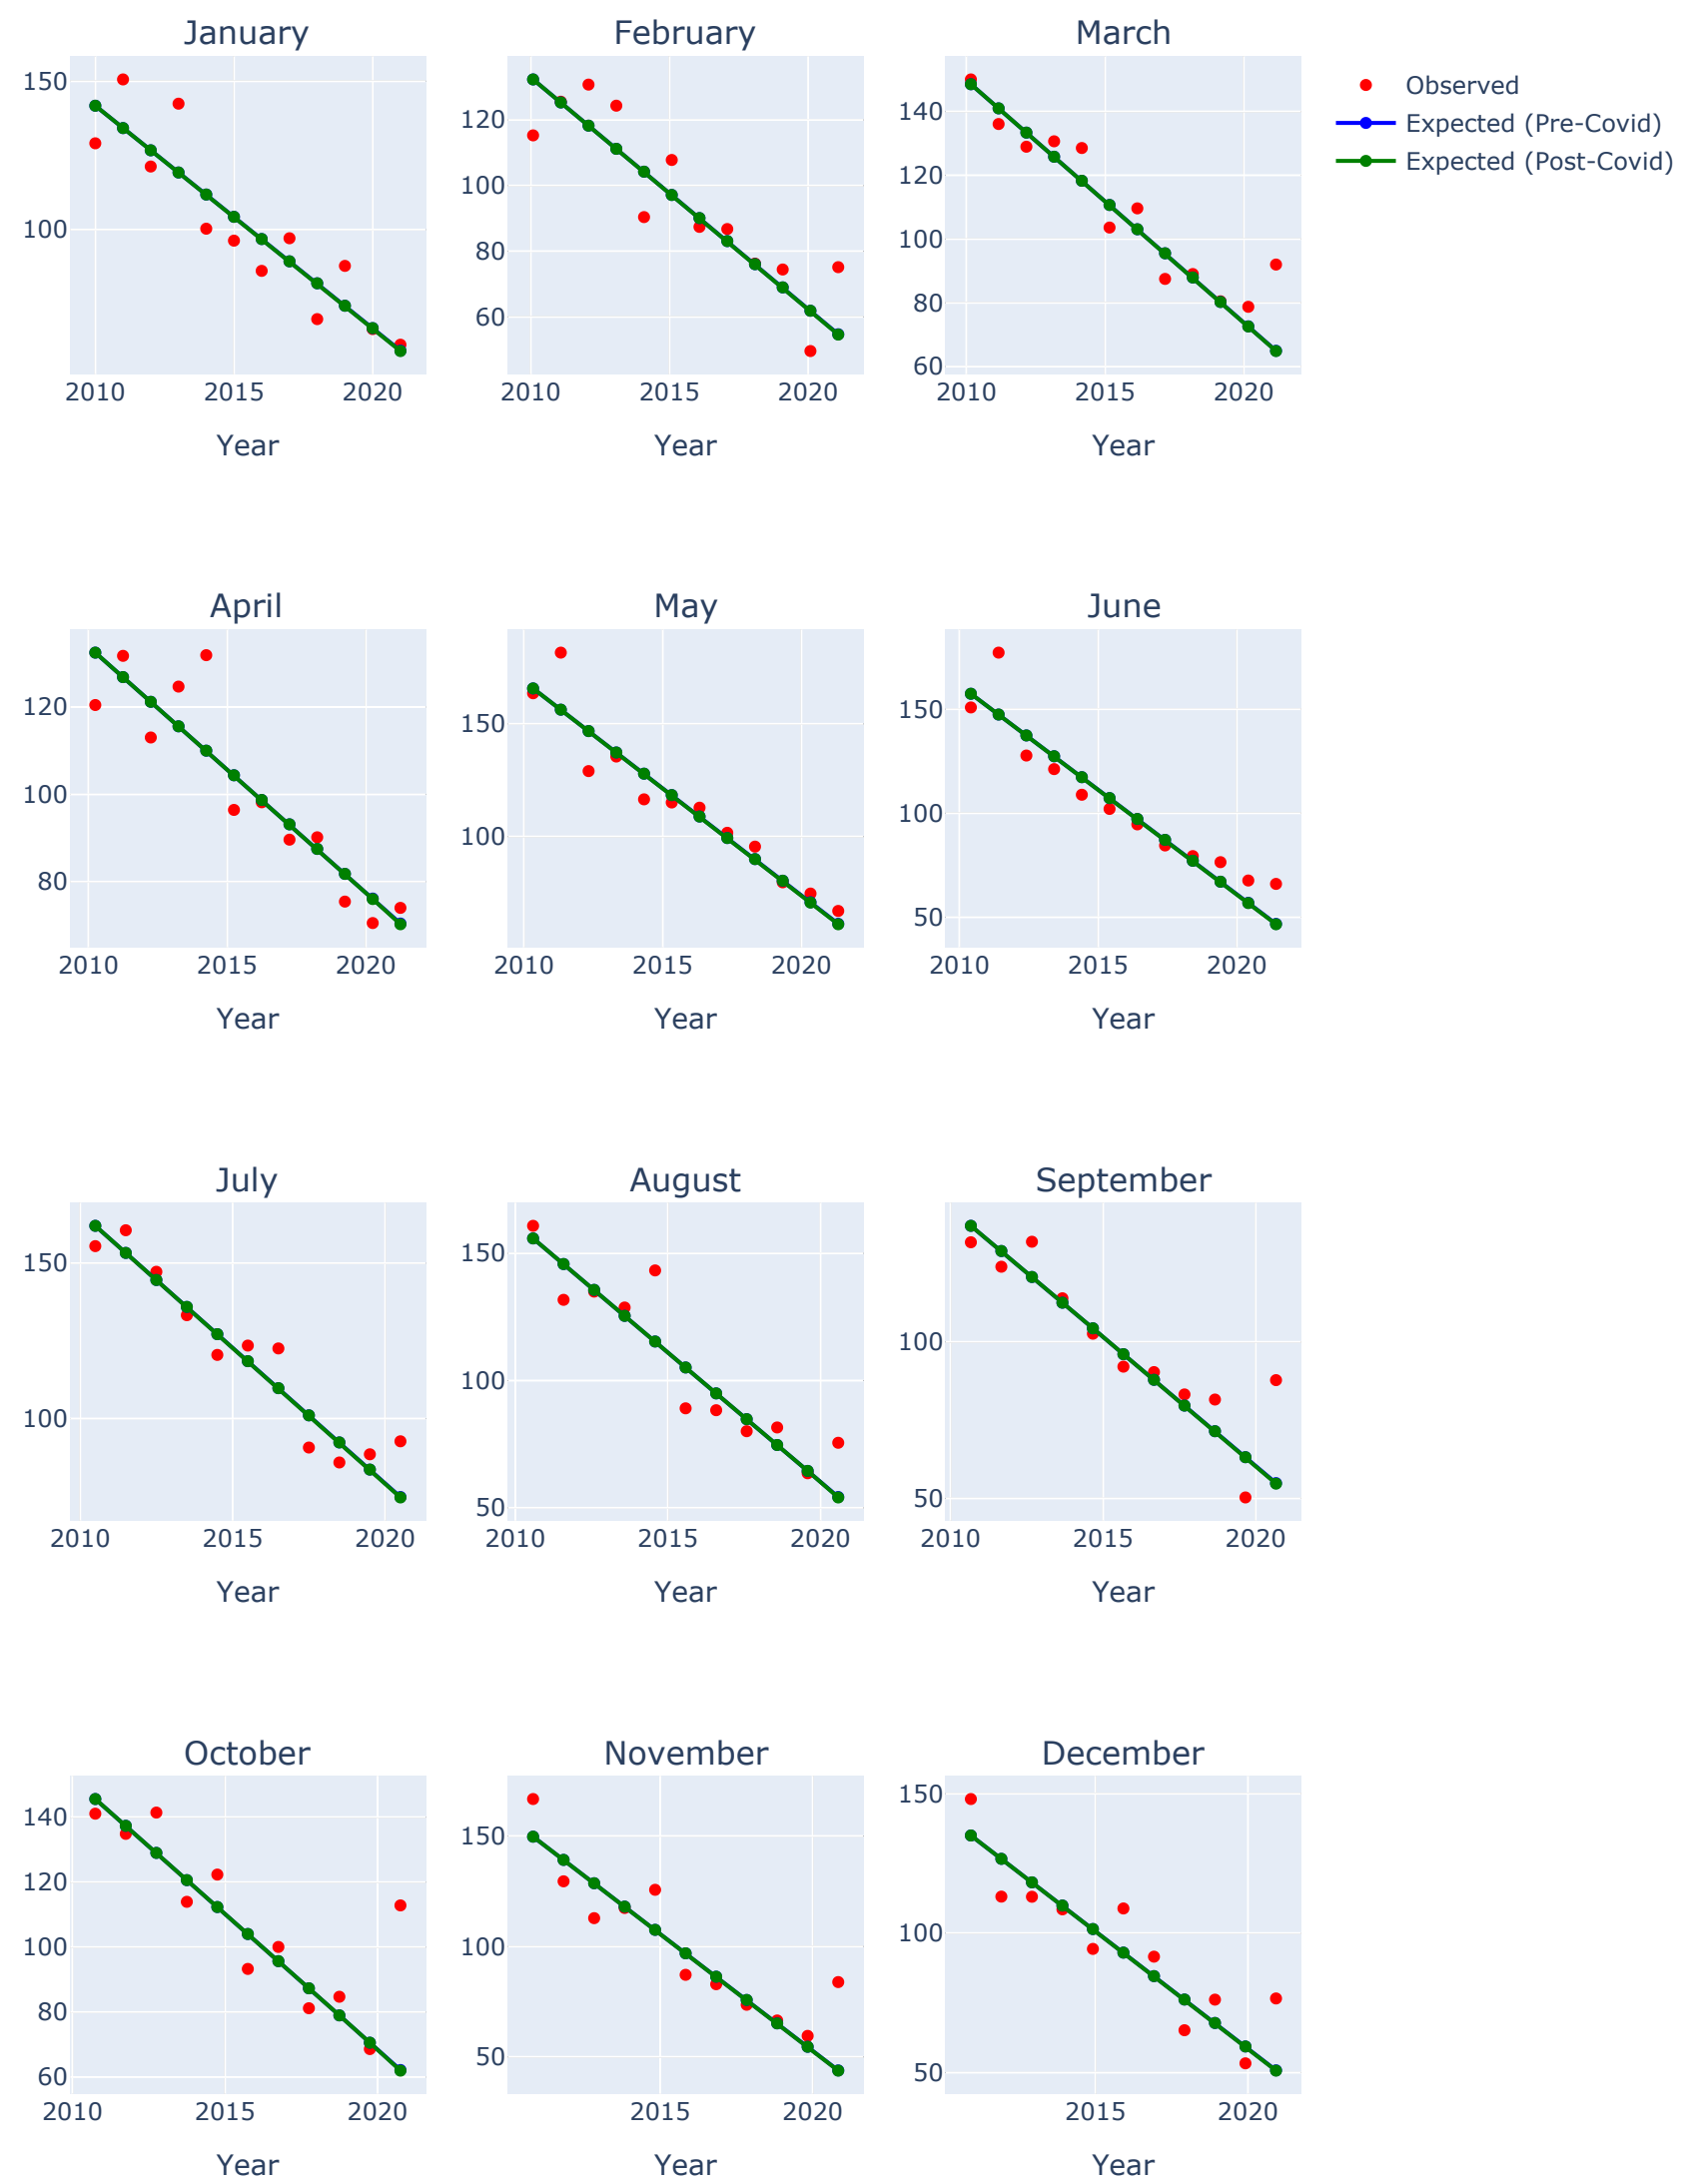 January
February
March
150
100
2010
2015
2020
Year
120
100
80
60
2010
2015
2020
Year
140
120
100
80
60
2010
2015
2020
Year
Observed
Expected (Pre-Covid)
Expected (Post-Covid)
April
May
June
120
100
80
2010
2015
2020
Year
150
100
2010
2015
2020
Year
150
100
50
2010
2015
2020
Year
July
August
September
150
100
2010
2015
2020
Year
150
100
50
2010
2015
2020
Year
100
50
2010
2015
2020
Year
October
November
December
140
120
100
80
60
2010
2015
2020
Year
150
100
50
2015
2020
Year
150
100
50
2015
2020
Year